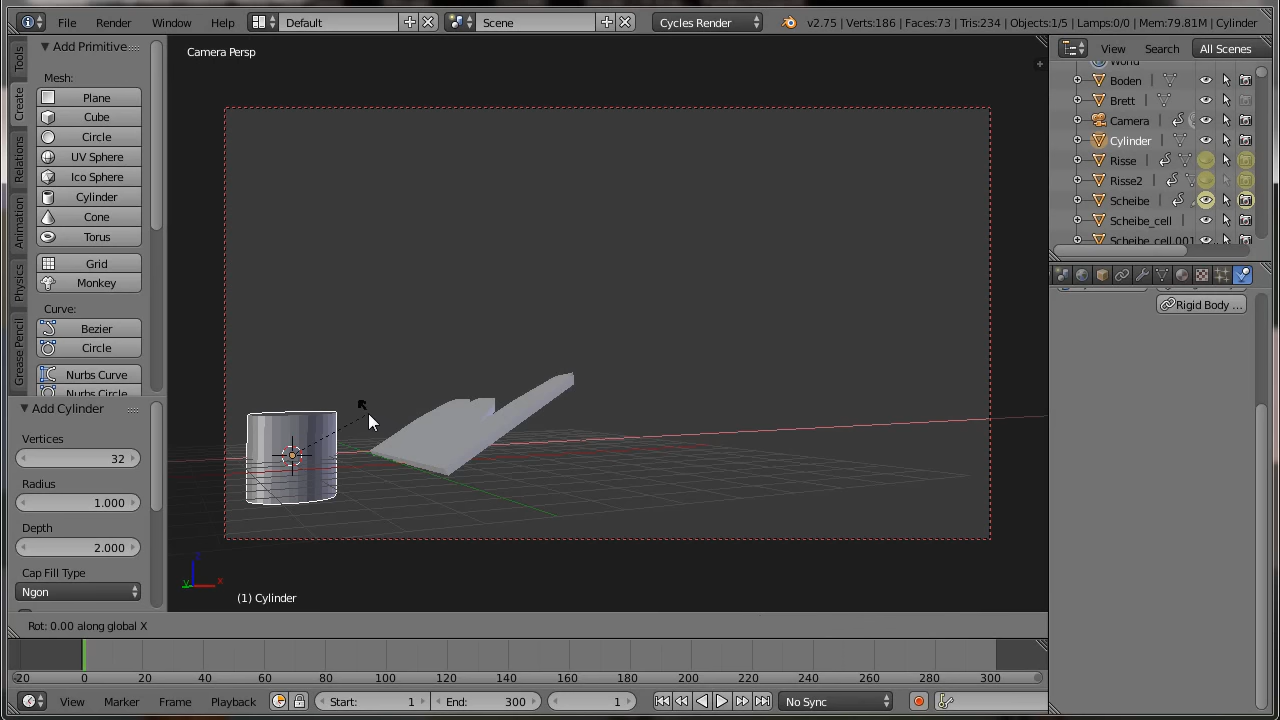 File Render Window Help Default Scene Cycles Render v2.75 | Verts:186 | Faces:73 | Tris:234 | Objects:1/5 | Lamps:0/0 | Mem:79.81M | Cylinder
Tools
Create
Relations
Animation
Physics
Grease Pencil
Add Primitive
Mesh:
Plane
Cube
Circle
UV Sphere
Ico Sphere
Cylinder
Cone
Torus
Grid
Monkey
Curve:
Bezier
Circle
Nurbs Curve
Nurbs Circle
Add Cylinder
Vertices
32
Radius
1.000
Depth
2.000
Cap Fill Type
Ngon
Camera Persp
z
y x
(1) Cylinder
View Search All Scenes
World
Boden
Brett
Camera
Cylinder
Risse
Risse2
Scheibe
Scheibe_cell
Scheibe_cell.001
Rigid Body ...
Rot: 0.00 along global X
-20 0 20 40 60 80 100 120 140 160 180 200 220 240 260 280 300
View Marker Frame Playback Start: 1 End: 300 1 No Sync